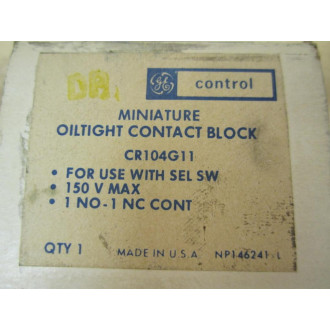 DB.
GE control
MINIATURE
OILTIGHT CONTACT BLOCK
CR104G11
• FOR USE WITH SEL SW
• 150 V MAX
• 1 NO-1 NC CONT
QTY 1 MADE IN U.S.A NP146241 L